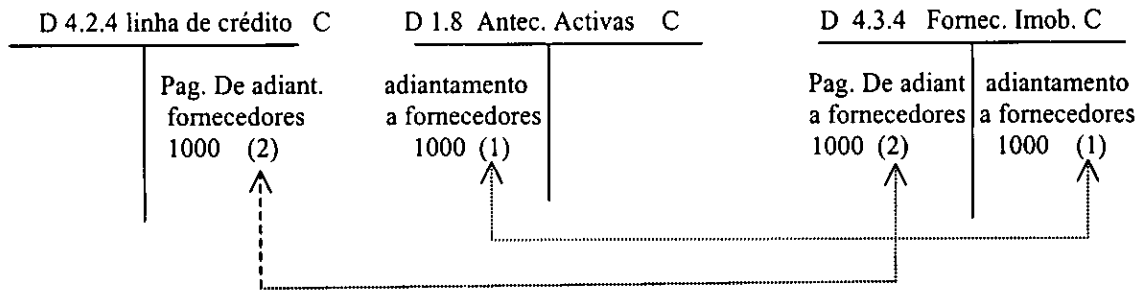 D 4.2.4 linha de crédito C
D 1.8 Antec. Activas C
D 4.3.4 Fornec. Imob. C
Pag. De adiant.
fornecedores
1000 (2)
adiantamento
a fornecedores
1000 (1)
Pag. De adiant
a fornecedores
1000 (2)
adiantamento
a fornecedores
1000 (1)